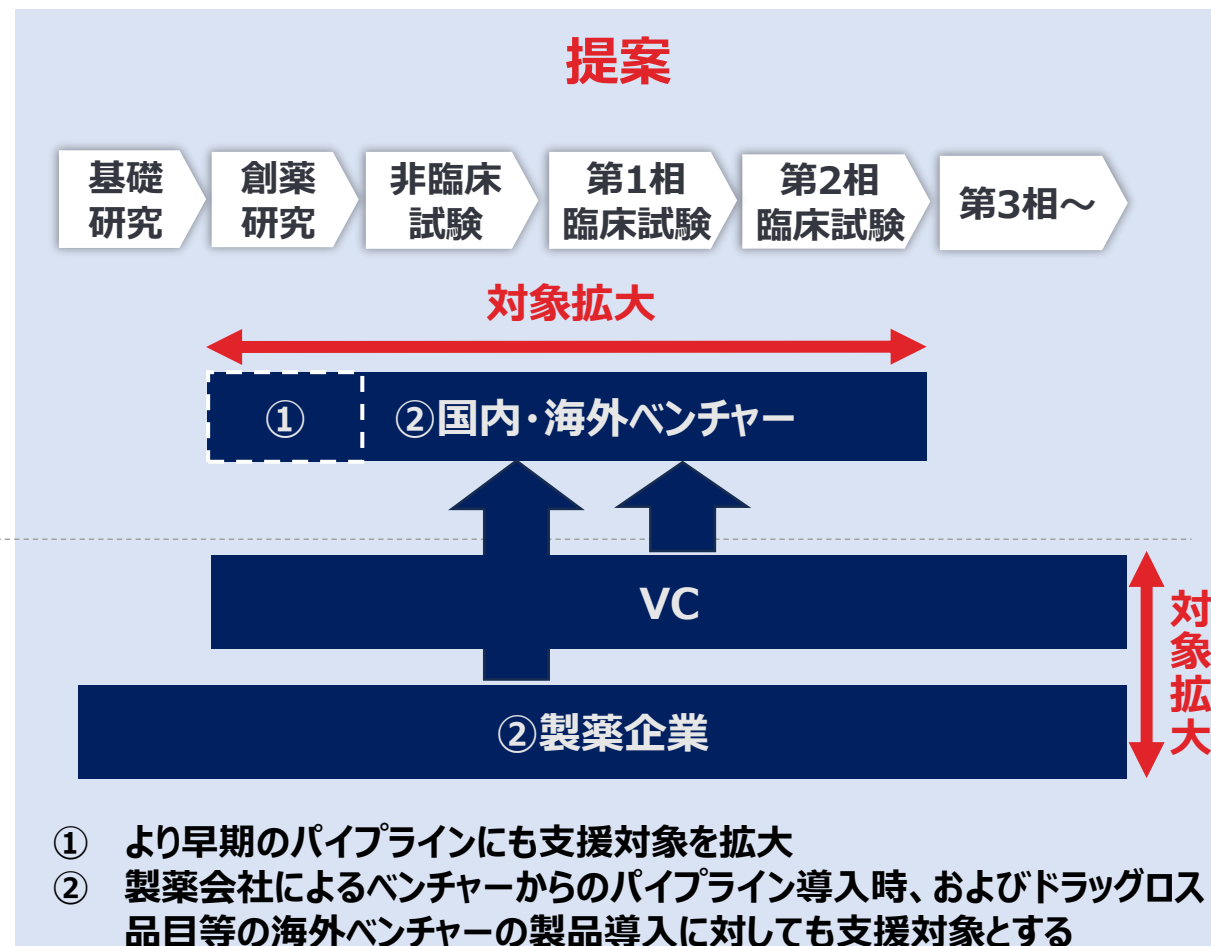 提案
基礎
研究
創薬
研究
非臨床
試験
第1相
臨床試験
第2相
臨床試験
第3相～
対象拡大
①
②国内・海外ベンチャー
VC
対象拡大
②製薬企業
① より早期のパイプラインにも支援対象を拡大
② 製薬会社によるベンチャーからのパイプライン導入時、およびドラッグロス
品目等の海外ベンチャーの製品導入に対しても支援対象とする